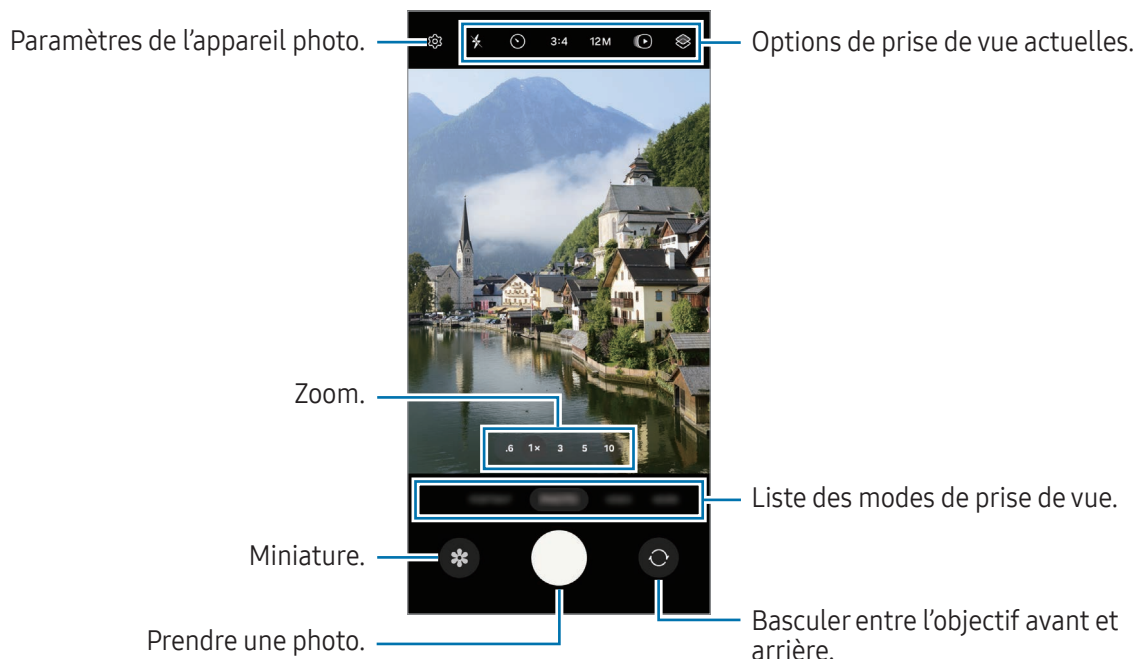 Paramètres de l'appareil photo.
3:4 12M
Options de prise de vue actuelles.
Zoom.
.6 1× 3 5 10
Liste des modes de prise de vue.
Miniature.
Prendre une photo.
Basculer entre l'objectif avant et
arrière.